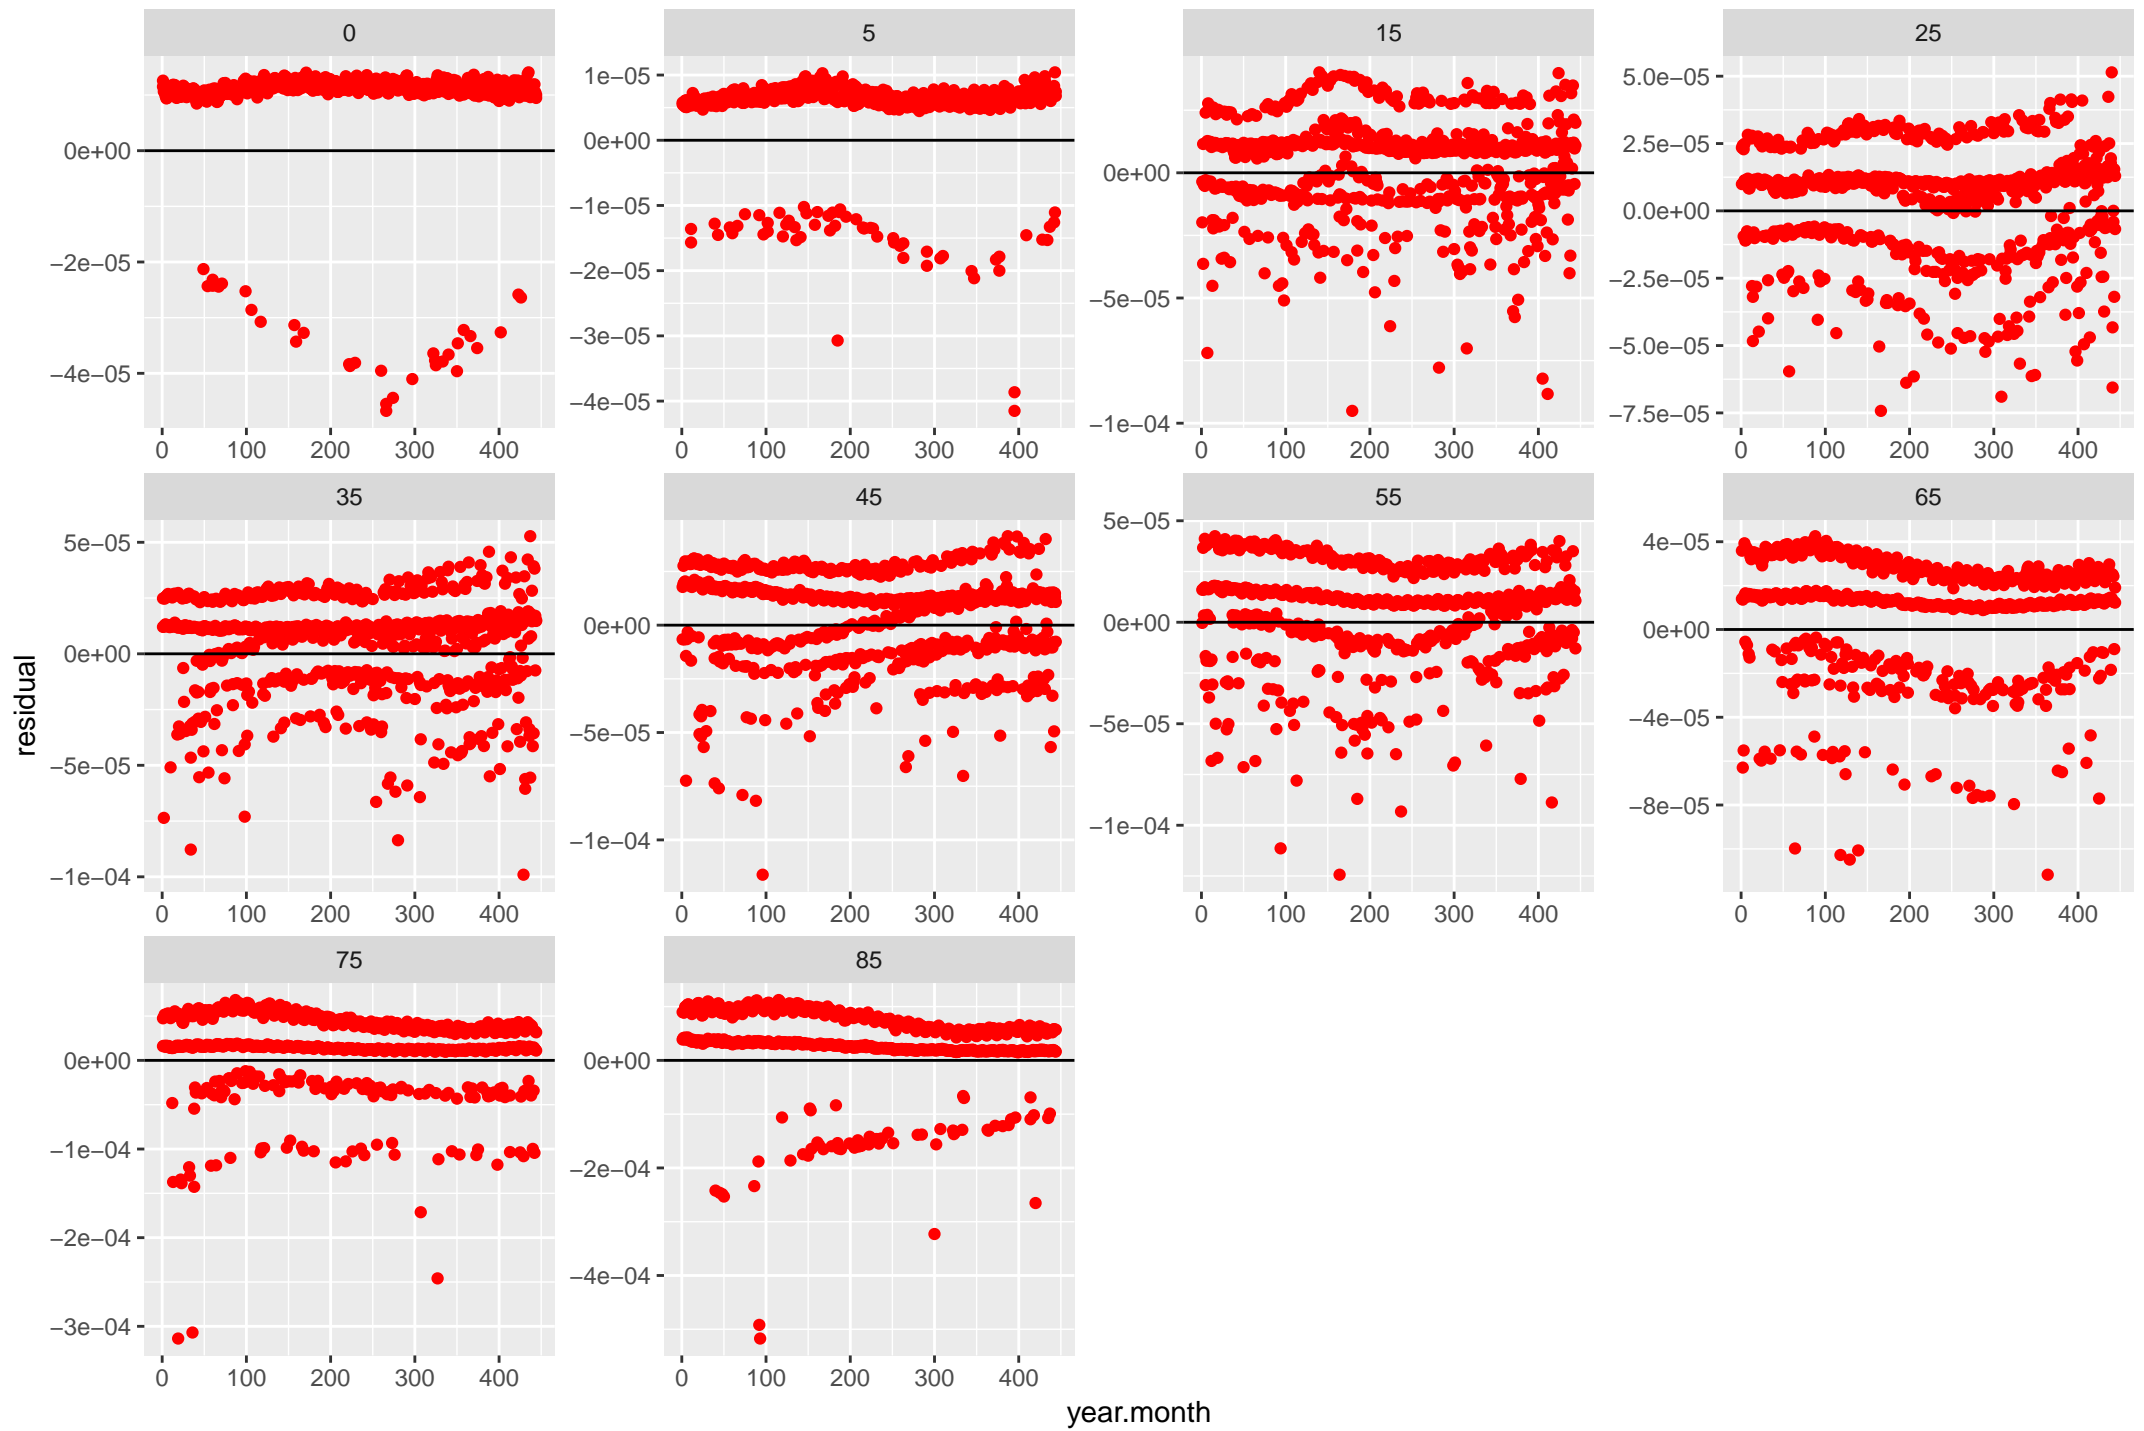 0 5 15 25
0e+00
−2e−05
−4e−05
1e−05
0e+00
−1e−05
−2e−05
−3e−05
−4e−05
0e+00
−5e−05
−1e−04
5.0e−05
2.5e−05
0.0e+00
−2.5e−05
−5.0e−05
−7.5e−05
0 100 200 300 400 0 100 200 300 400 0 100 200 300 400 0 100 200 300 400
35 45 55 65
5e−05
0e+00
−5e−05
−1e−04
0e+00
−5e−05
−1e−04
5e−05
0e+00
−5e−05
−1e−04
4e−05
0e+00
−4e−05
−8e−05
0 100 200 300 400 0 100 200 300 400 0 100 200 300 400 0 100 200 300 400
75 85
0e+00
−1e−04
−2e−04
−3e−04
0e+00
−2e−04
−4e−04
0 100 200 300 400 0 100 200 300 400
residual
year.month